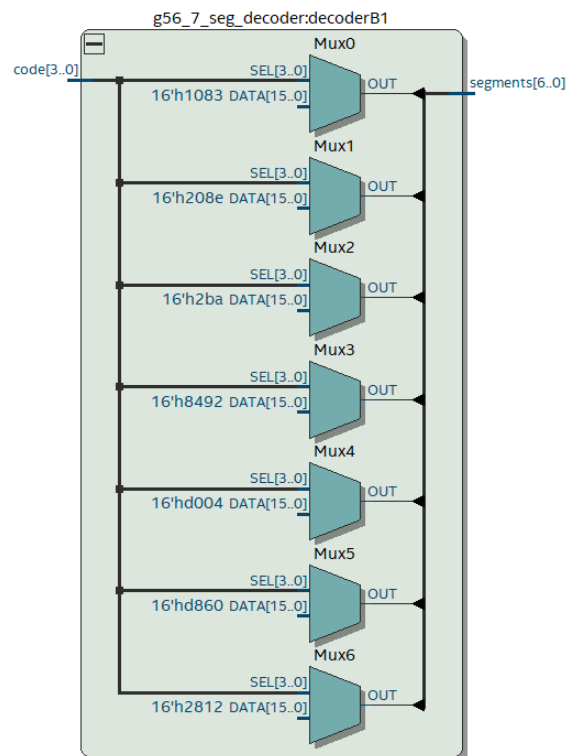 g56_7_seg_decoder:decoderB1
Mux0
code[3..0]
SEL[3..0]
OUT
segments[6..0]
16'h1083 DATA[15..0]
Mux1
SEL[3..0]
OUT
16'h208e DATA[15..0]
Mux2
SEL[3..0]
OUT
16'h2ba DATA[15..0]
Mux3
SEL[3..0]
OUT
16'h8492 DATA[15..0]
Mux4
SEL[3..0]
OUT
16'hd004 DATA[15..0]
Mux5
SEL[3..0]
OUT
16'hd860 DATA[15..0]
Mux6
SEL[3..0]
OUT
16'h2812 DATA[15..0]